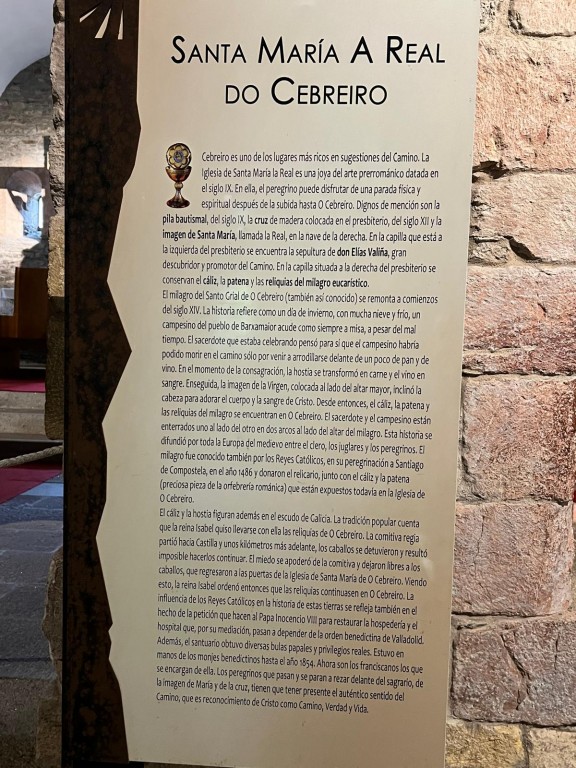 SANTA MARÍA A REAL
DO CEBREIRO
Cebreiro es uno de los lugares más ricos en sugestiones del Camino. La
Iglesia de Santa María la Real es una joya del arte prerrománico datada en
el siglo IX. En ella, el peregrino puede disfrutar de una parada física y
espiritual después de la subida hasta O Cebreiro. Dignos de mención son la
pila bautismal, del siglo IX, la cruz de madera colocada en el presbiterio, del siglo XII y la
imagen de Santa María, llamada la Real, en la nave de la derecha. En la capilla que está a
la izquierda del presbiterio se encuentra la sepultura de don Elías Valiña, gran
descubridor y promotor del Camino. En la capilla situada a la derecha del presbiterio se
conservan el cáliz, la patena y las reliquias del milagro eucarístico.
El milagro del Santo Grial de O Cebreiro (también así conocido) se remonta a comienzos
del siglo XIV. La historia refiere como un día de invierno, con mucha nieve y frío, un
campesino del pueblo de Barxamaior acude como siempre a misa, a pesar del mal
tiempo. El sacerdote que estaba celebrando pensó para sí que el campesino habría
podido morir en el camino sólo por venir a arrodillarse delante de un poco de pan y de
vino. En el momento de la consagración, la hostia se transformó en carne y el vino en
sangre. Enseguida, la imagen de la Virgen, colocada al lado del altar mayor, inclinó la
cabeza para adorar el cuerpo y la sangre de Cristo. Desde entonces, el cáliz, la patena y
las reliquias del milagro se encuentran en O Cebreiro. El sacerdote y el campesino están
enterrados uno al lado del otro en dos arcos al lado del altar del milagro. Esta historia se
difundió por toda la Europa del medievo entre el clero, los juglares y los peregrinos. El
milagro fue conocido también por los Reyes Católicos, en su peregrinación a Santiago
de Compostela, en el año 1486 y donaron el relicario, junto con el cáliz y la patena
(preciosa pieza de la orfebrería románica) que están expuestos todavía en la Iglesia de
O Cebreiro.
El cáliz y la hostia figuran además en el escudo de Galicia. La tradición popular cuenta
que la reina Isabel quiso llevarse con ella las reliquias de O Cebreiro. La comitiva regia
partió hacia Castilla y unos kilómetros más adelante, los caballos se detuvieron y resultó
imposible hacerlos continuar. El miedo se apoderó de la comitiva y dejaron libres a los
caballos, que regresaron a las puertas de la Iglesia de Santa María de O Cebreiro. Viendo
esto, la reina Isabel ordenó entonces que las reliquias continuasen en O Cebreiro. La
influencia de los Reyes Católicos en la historia de estas tierras se refleja también en el
hecho de la petición que hacen al Papa Inocencio VIII para restaurar la hospedería y el
hospital que, por su mediación, pasan a depender de la orden benedictina de Valladolid.
Además, el santuario obtuvo diversas bulas papales y privilegios reales. Estuvo en
manos de los monjes benedictinos hasta el año 1854. Ahora son los franciscanos los que
se encargan de ella. Los peregrinos que pasan y se paran a rezar delante del sagrario, de
la imagen de María y de la cruz, tienen que tener presente el auténtico sentido del
Camino, que es reconocimiento de Cristo como Camino, Verdad y Vida.